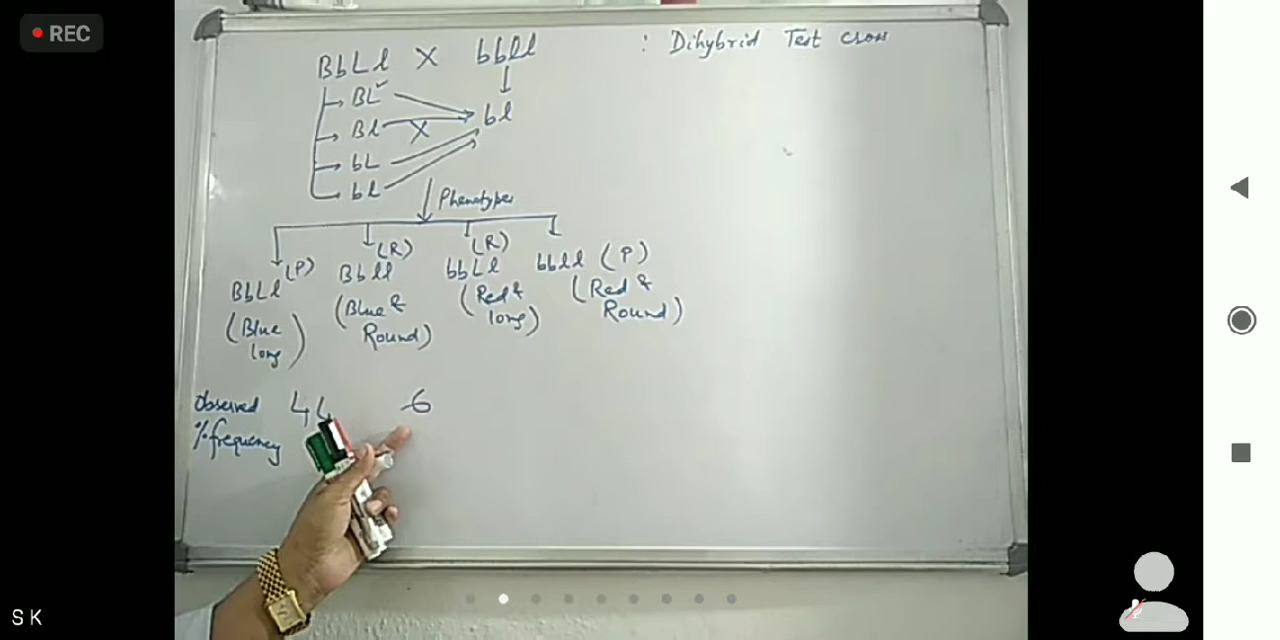 REC
BbLl X bbll : Dihybrid Test cross
BL
Bl X bl
bL
bl
Phenotypes
BbLl (P) Bbll (R) bbLl (R) bbll (P)
(Blue long) (Blue & Round) (Red & long) (Red & Round)
Observed 44 6
% frequency
S K